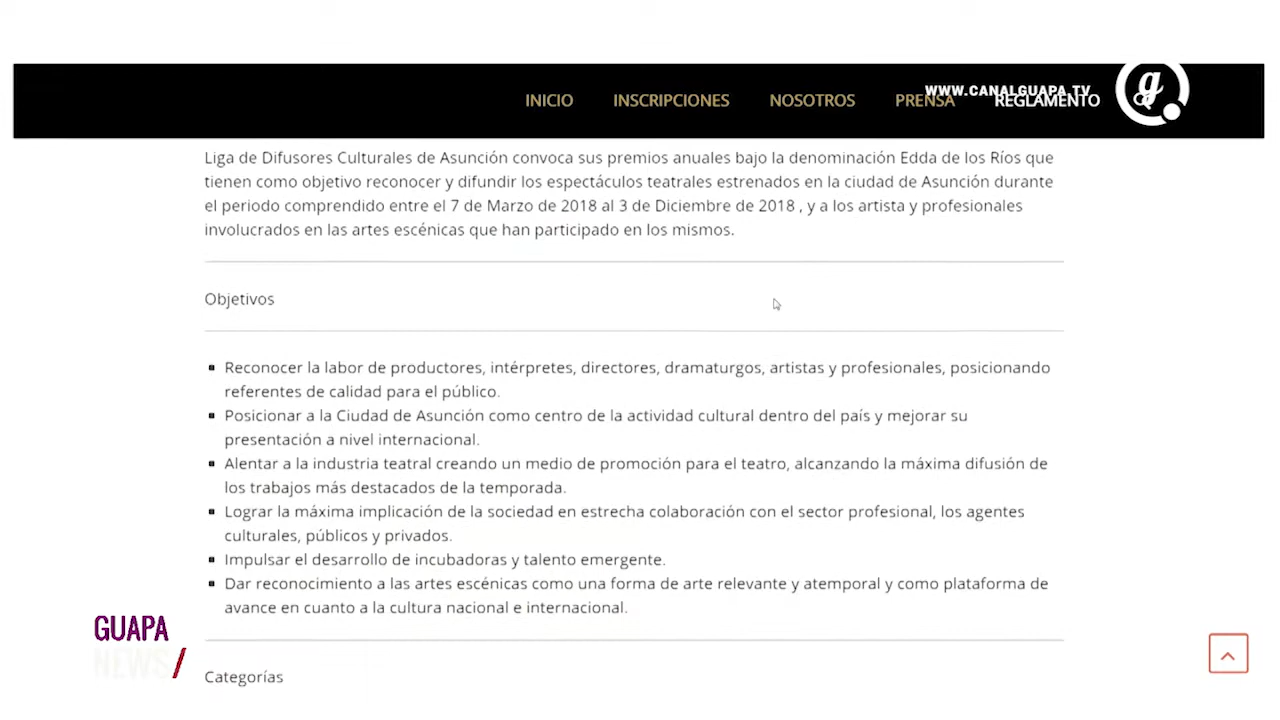 WWW.CANALGUAPA.TV
INICIO INSCRIPCIONES NOSOTROS PRENSA REGLAMENTO
g
Liga de Difusores Culturales de Asunción convoca sus premios anuales bajo la denominación Edda de los Ríos que
tienen como objetivo reconocer y difundir los espectáculos teatrales estrenados en la ciudad de Asunción durante
el periodo comprendido entre el 7 de Marzo de 2018 al 3 de Diciembre de 2018 , y a los artista y profesionales
involucrados en las artes escénicas que han participado en los mismos.
Objetivos
Reconocer la labor de productores, intérpretes, directores, dramaturgos, artistas y profesionales, posicionando
referentes de calidad para el público.
Posicionar a la Ciudad de Asunción como centro de la actividad cultural dentro del país y mejorar su
presentación a nivel internacional.
Alentar a la industria teatral creando un medio de promoción para el teatro, alcanzando la máxima difusión de
los trabajos más destacados de la temporada.
Lograr la máxima implicación de la sociedad en estrecha colaboración con el sector profesional, los agentes
culturales, públicos y privados.
Impulsar el desarrollo de incubadoras y talento emergente.
Dar reconocimiento a las artes escénicas como una forma de arte relevante y atemporal y como plataforma de
avance en cuanto a la cultura nacional e internacional.
GUAPA
NEWS/
Categorías